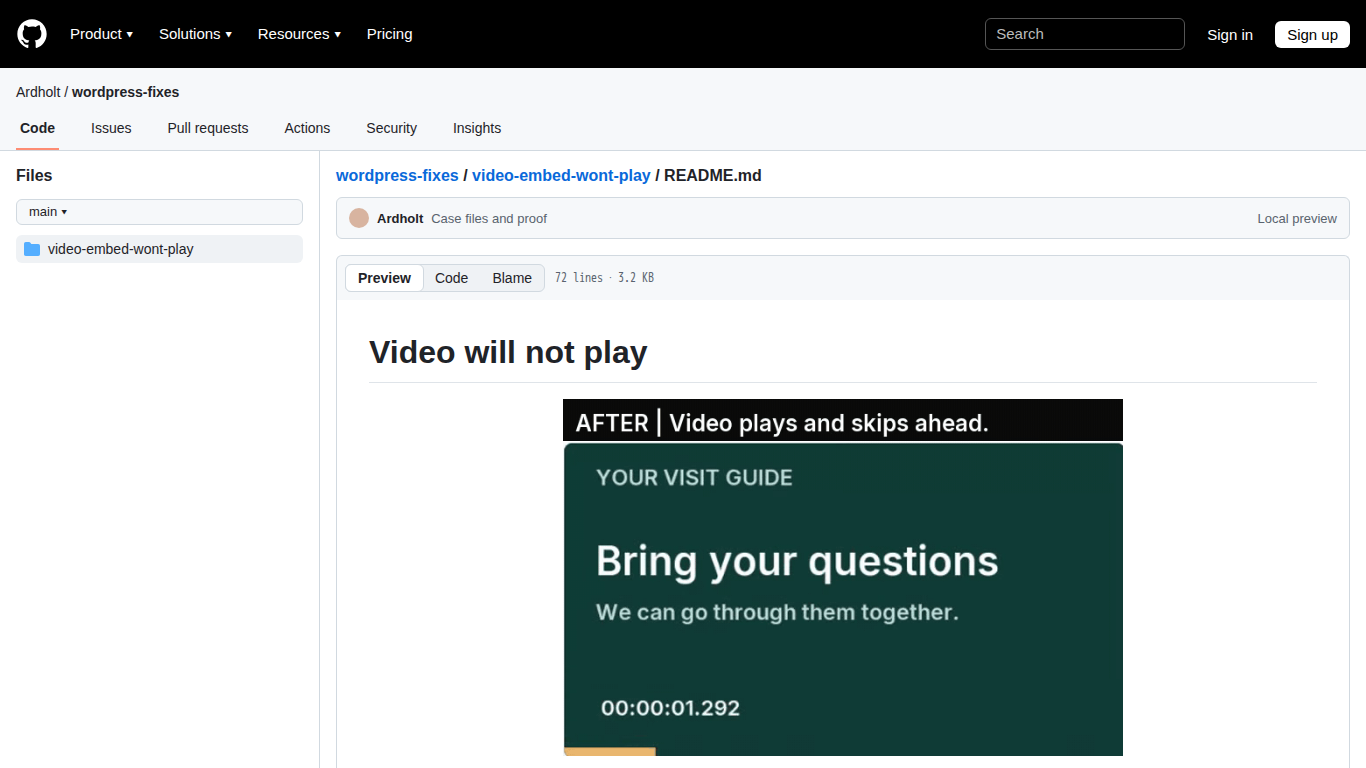 Product ▾ Solutions ▾ Resources ▾ Pricing Search Sign in Sign up
Ardholt / wordpress-fixes
Code Issues Pull requests Actions Security Insights
Files
main ▾
video-embed-wont-play
wordpress-fixes / video-embed-wont-play / README.md
Ardholt Case files and proof Local preview
Preview Code Blame 72 lines · 3.2 KB
Video will not play
AFTER | Video plays and skips ahead.
YOUR VISIT GUIDE
Bring your questions
We can go through them together.
00:00:01.292